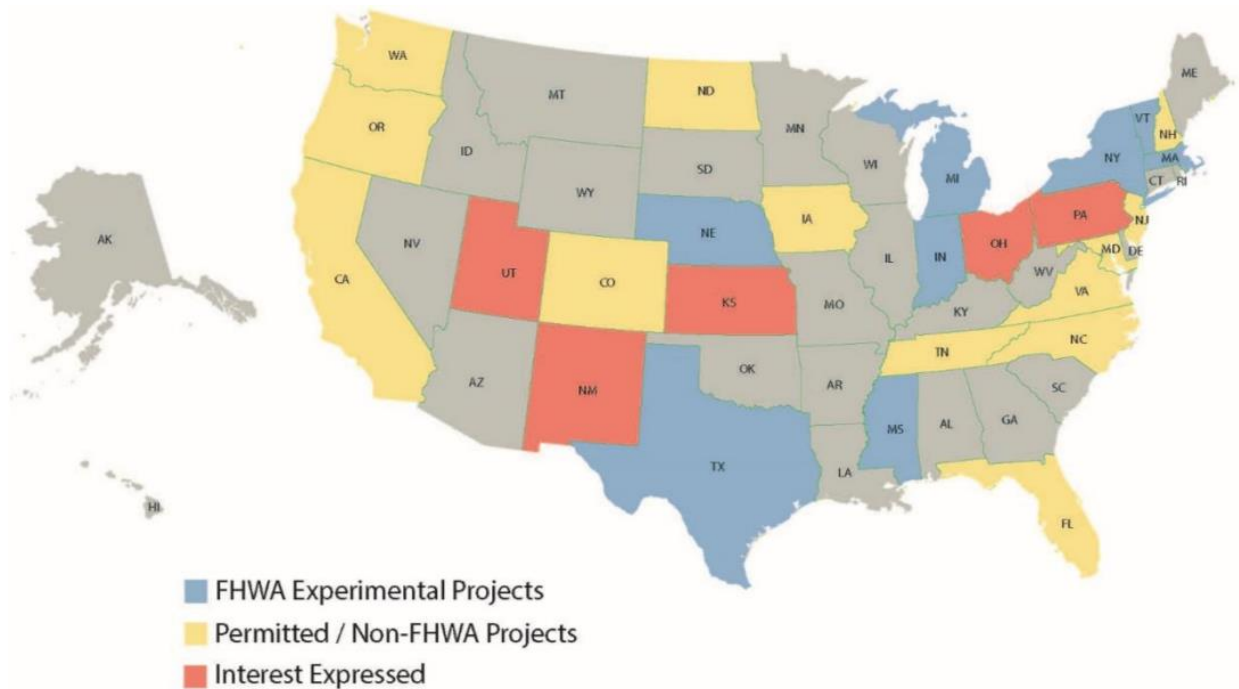 WA
MT
ND
ME
OR
MN
VT
NH
ID
SD
WI
NY
MA
WY
MI
CT
RI
IA
PA
NJ
NE
NV
UT
CO
IL
IN
OH
MD
DE
AK
CA
KS
MO
WV
VA
KY
NC
TN
AZ
NM
OK
AR
SC
MS
AL
GA
TX
LA
HI
FL
FHWA Experimental Projects
Permitted / Non-FHWA Projects
Interest Expressed